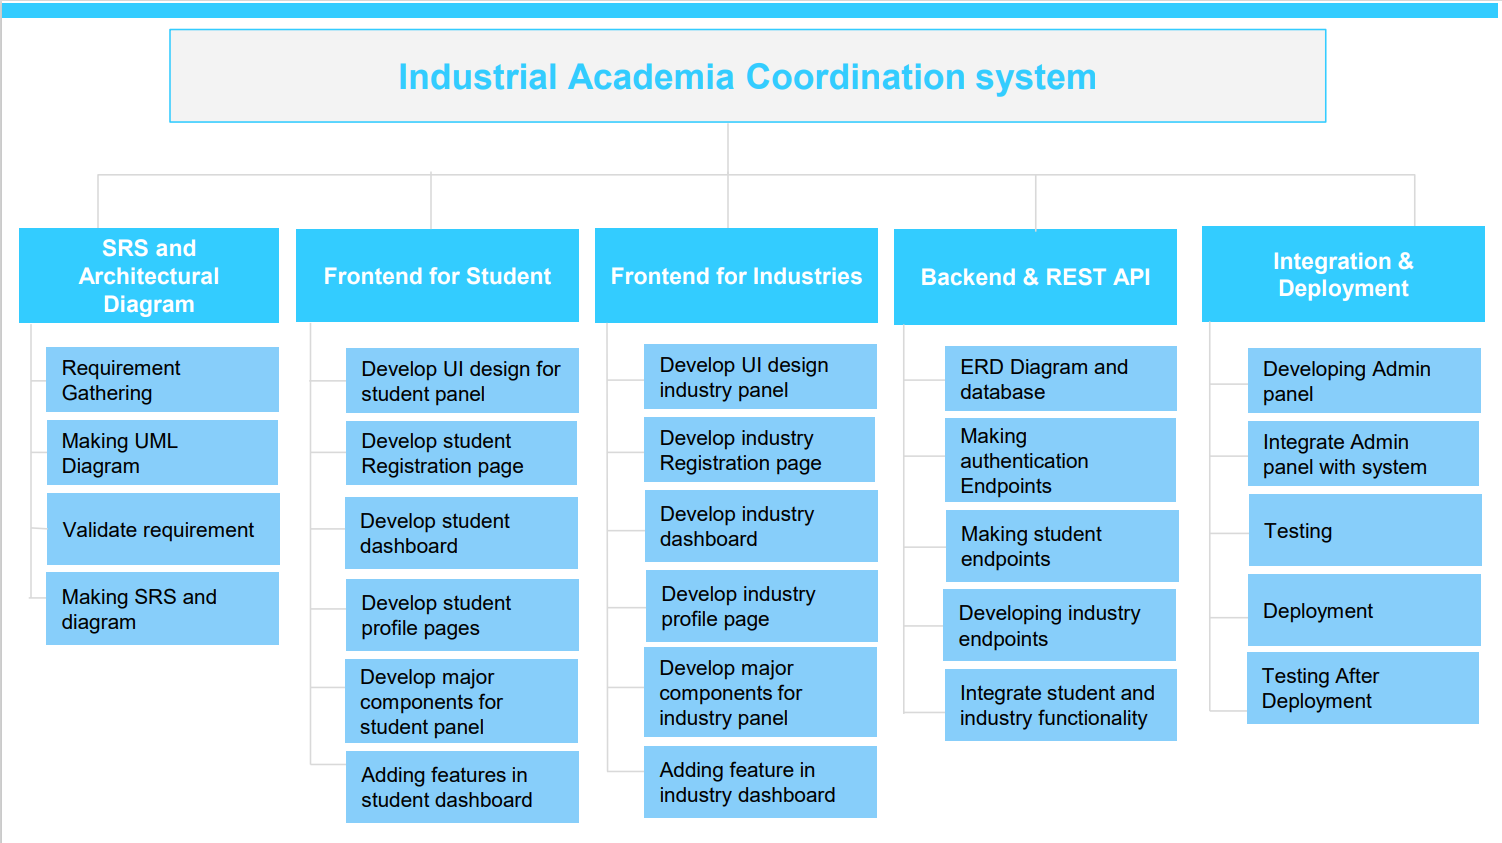 Industrial Academia Coordination system
SRS and
Architectural
Diagram
Requirement
Gathering
Making UML
Diagram
Validate requirement
Making SRS and
diagram
Frontend for Student
Develop UI design for
student panel
Develop student
Registration page
Develop student
dashboard
Develop student
profile pages
Develop major
components for
student panel
Adding features in
student dashboard
Frontend for Industries
Develop UI design
industry panel
Develop industry
Registration page
Develop industry
dashboard
Develop industry
profile page
Develop major
components for
industry panel
Adding feature in
industry dashboard
Backend & REST API
ERD Diagram and
database
Making
authentication
Endpoints
Making student
endpoints
Developing industry
endpoints
Integrate student and
industry functionality
Integration &
Deployment
Developing Admin
panel
Integrate Admin
panel with system
Testing
Deployment
Testing After
Deployment